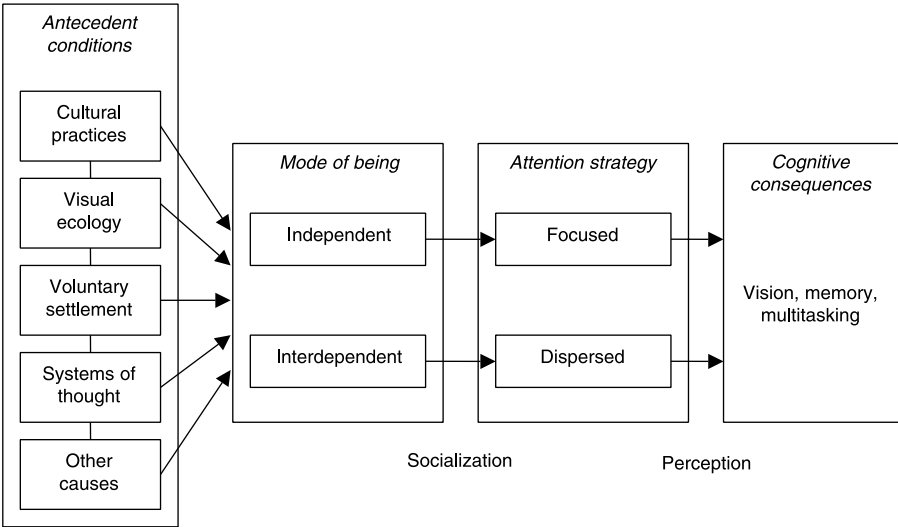 Antecedent
conditions
Cultural
practices
Visual
ecology
Voluntary
settlement
Systems of
thought
Other
causes
Mode of being
Independent
Interdependent
Attention strategy
Focused
Dispersed
Cognitive
consequences
Vision, memory,
multitasking
Socialization
Perception